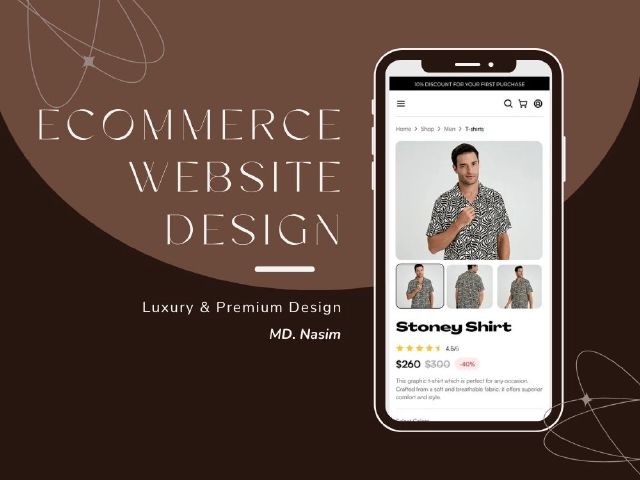 ECOMMERCE
WEBSITE
DESIGN
Luxury & Premium Design
MD. Nasim
10% DISCOUNT FOR YOUR FIRST PURCHASE
Home > Shop > Men > T-shirts
Stoney Shirt
4.5/5
$260 $300 -40%
This graphic t-shirt which is perfect for any occasion.
Crafted from a soft and breathable fabric, it offers superior
comfort and style.
Select Colors